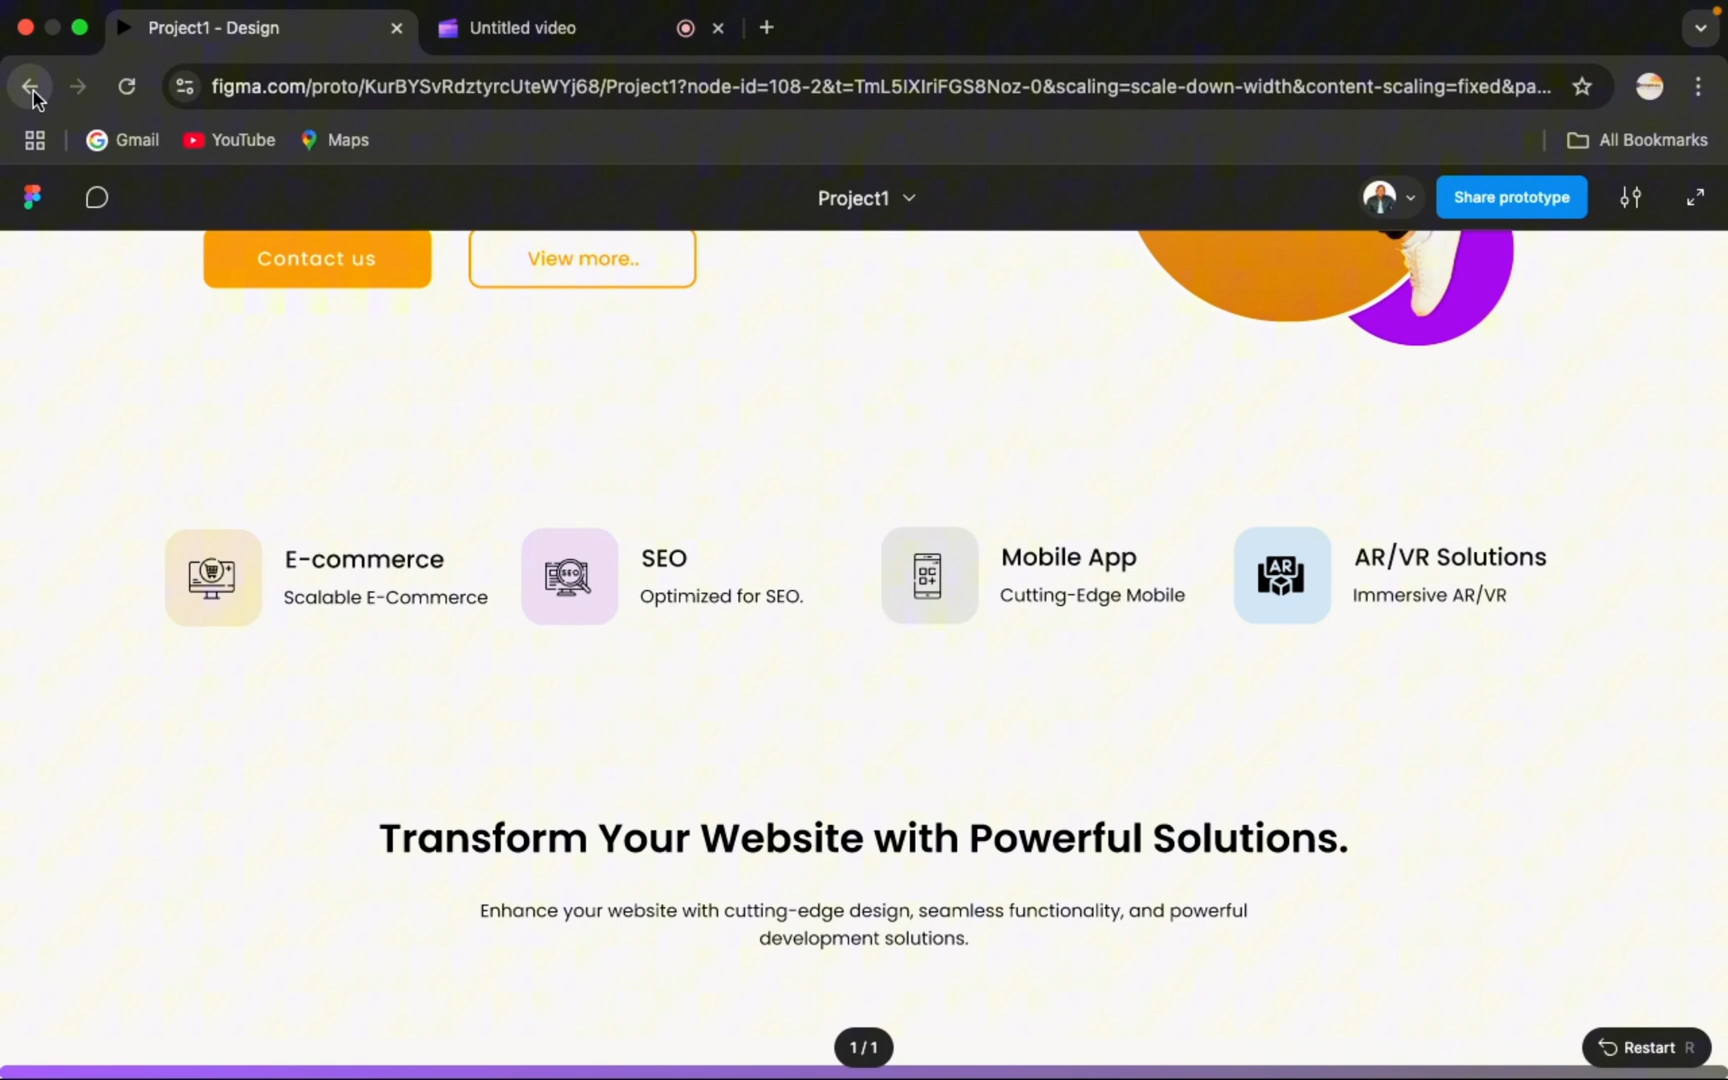 Project1 - Design
Untitled video
figma.com/proto/KurBYSvRdztyrcUteWYj68/Project1?node-id=108-2&t=TmL5IXIriFGS8Noz-0&scaling=scale-down-width&content-scaling=fixed&pa...
Gmail
YouTube
Maps
All Bookmarks
Project1
Share prototype
Contact us
View more..
E-commerce
Scalable E-Commerce
SEO
SEO
Optimized for SEO.
Mobile App
Cutting-Edge Mobile
AR
AR/VR Solutions
Immersive AR/VR
Transform Your Website with Powerful Solutions.
Enhance your website with cutting-edge design, seamless functionality, and powerful
development solutions.
1 / 1
Restart R